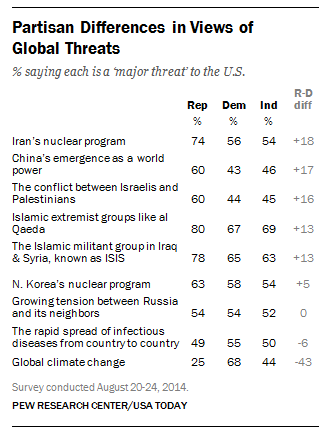 Partisan Differences in Views of
Global Threats
% saying each is a ‘major threat’ to the U.S.
Rep Dem Ind R-D diff
% % %
Iran’s nuclear program 74 56 54 +18
China’s emergence as a world
power 60 43 46 +17
The conflict between Israelis and
Palestinians 60 44 45 +16
Islamic extremist groups like al
Qaeda 80 67 69 +13
The Islamic militant group in Iraq
& Syria, known as ISIS 78 65 63 +13
N. Korea’s nuclear program 63 58 54 +5
Growing tension between Russia
and its neighbors 54 54 52 0
The rapid spread of infectious
diseases from country to country 49 55 50 -6
Global climate change 25 68 44 -43
Survey conducted August 20-24, 2014.
PEW RESEARCH CENTER/USA TODAY